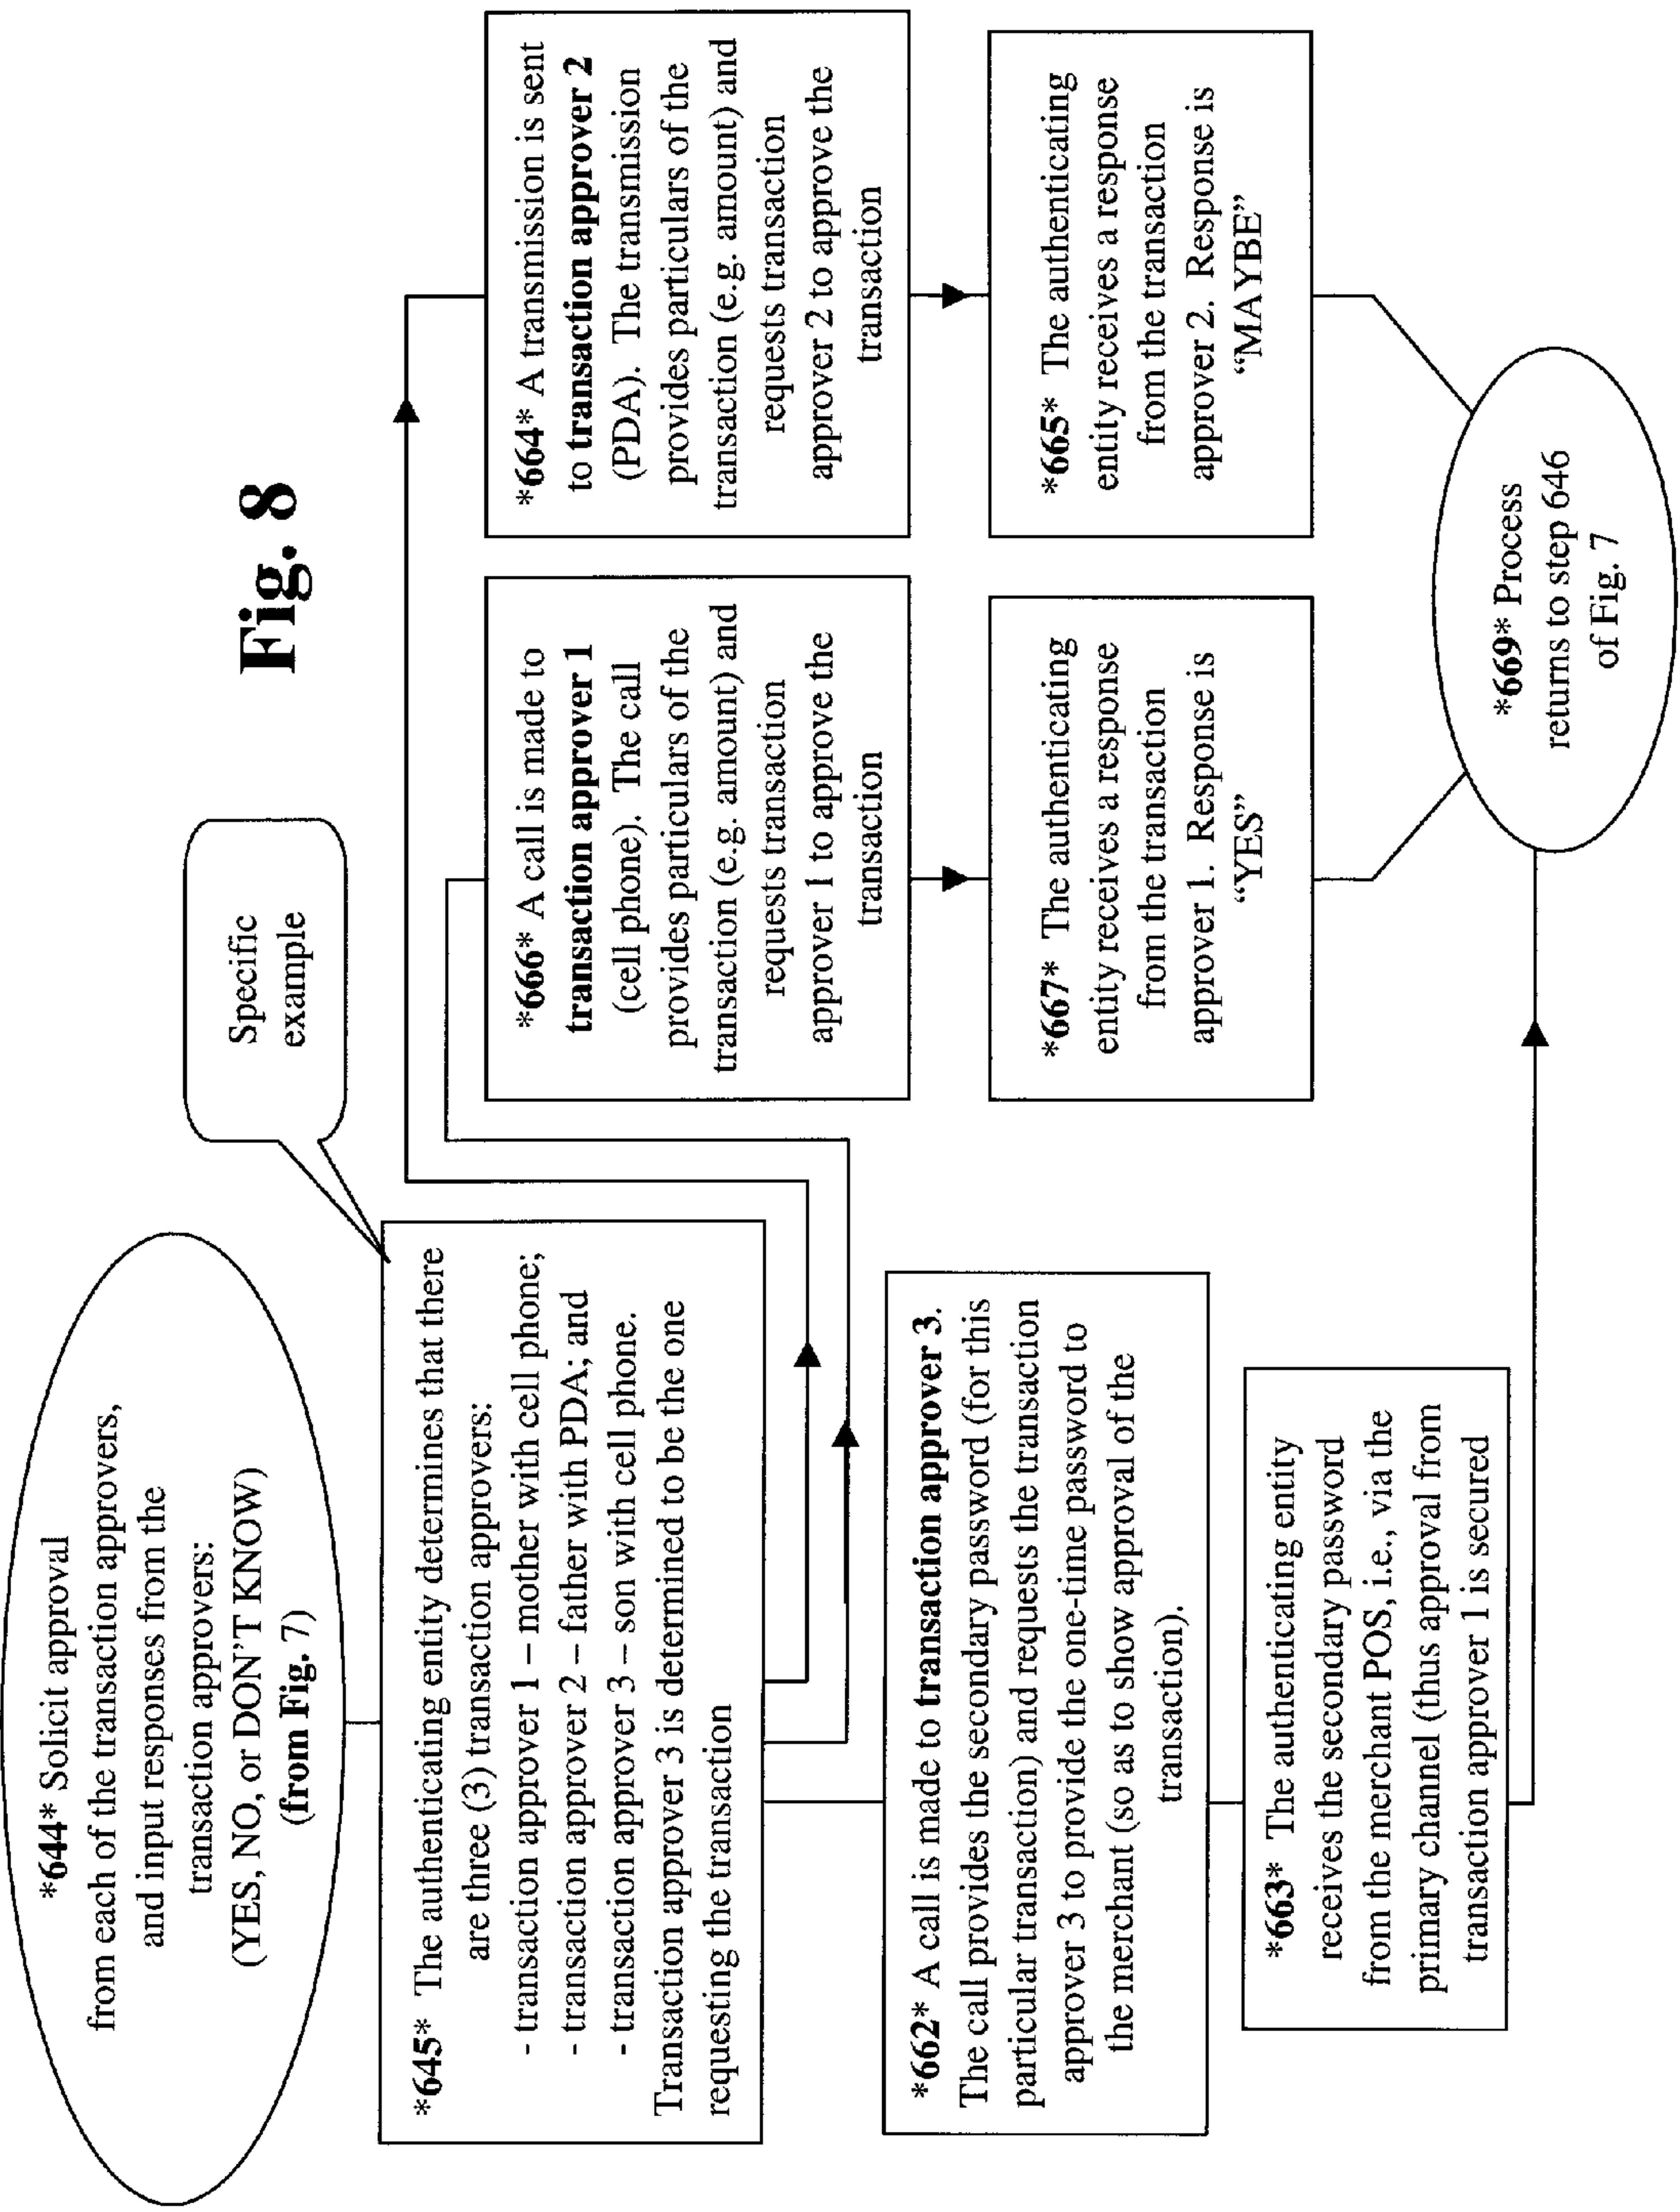 Fig. 8
*644* Solicit approval
from each of the transaction approvers,
and input responses from the
transaction approvers:
(YES, NO, or DON'T KNOW)
(from Fig. 7)
Specific
example
*645* The authenticating entity determines that there
are three (3) transaction approvers:
- transaction approver 1 – mother with cell phone;
- transaction approver 2 – father with PDA; and
- transaction approver 3 – son with cell phone.
Transaction approver 3 is determined to be the one
requesting the transaction
*662* A call is made to transaction approver 3.
The call provides the secondary password (for this
particular transaction) and requests the transaction
approver 3 to provide the one-time password to
the merchant (so as to show approval of the
transaction).
*663* The authenticating entity
receives the secondary password
from the merchant POS, i.e., via the
primary channel (thus approval from
transaction approver 1 is secured
*666* A call is made to
transaction approver 1
(cell phone). The call
provides particulars of the
transaction (e.g. amount) and
requests transaction
approver 1 to approve the
transaction
*667* The authenticating
entity receives a response
from the transaction
approver 1. Response is
“YES”
*664* A transmission is sent
to transaction approver 2
(PDA). The transmission
provides particulars of the
transaction (e.g. amount) and
requests transaction
approver 2 to approve the
transaction
*665* The authenticating
entity receives a response
from the transaction
approver 2. Response is
“MAYBE”
*669* Process
returns to step 646
of Fig. 7